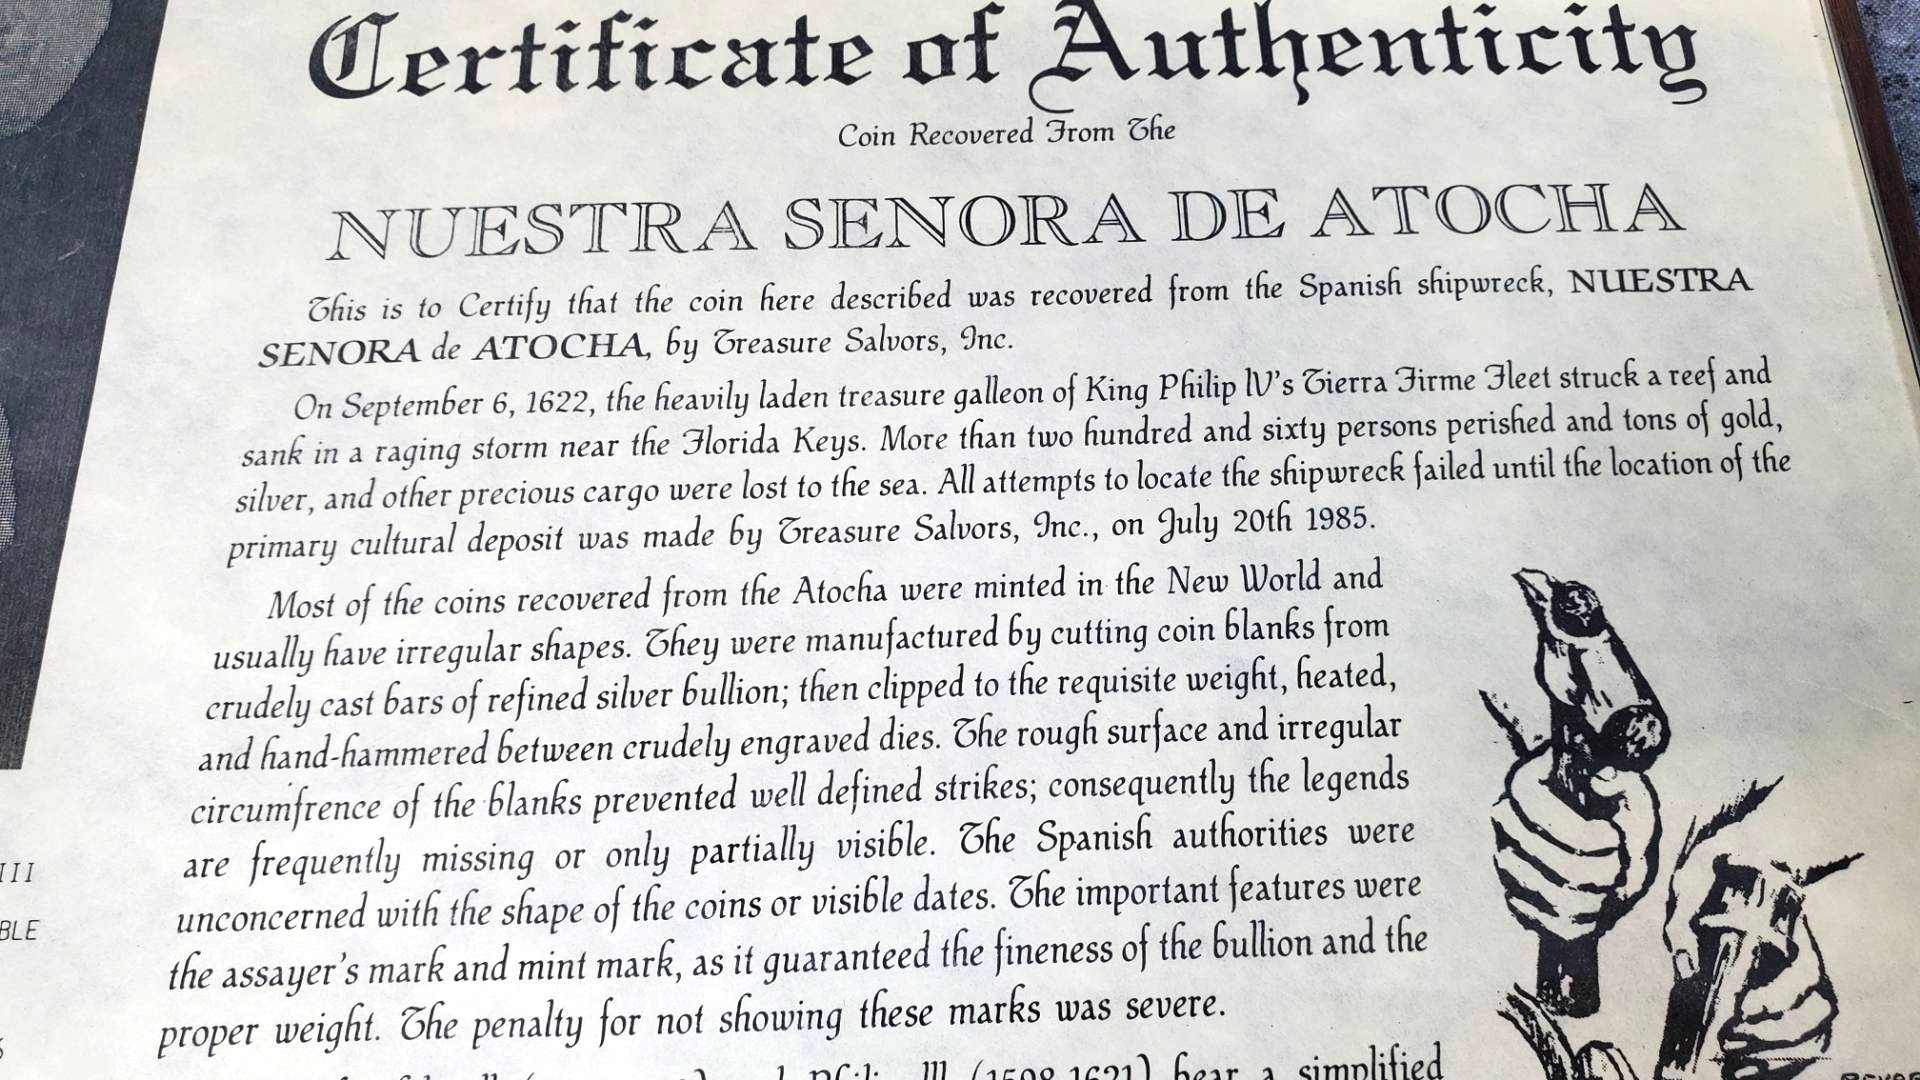 Certificate of Authenticity
Coin Recovered From The
NUESTRA SENORA DE ATOCHA
This is to Certify that the coin here described was recovered from the Spanish shipwreck, NUESTRA
SENORA de ATOCHA, by Treasure Salvors, Inc.
On September 6, 1622, the heavily laden treasure galleon of King Philip IV's Tierra Firme Fleet struck a reef and
sank in a raging storm near the Florida Keys. More than two hundred and sixty persons perished and tons of gold,
silver, and other precious cargo were lost to the sea. All attempts to locate the shipwreck failed until the location of the
primary cultural deposit was made by Treasure Salvors, Inc., on July 20th 1985.
Most of the coins recovered from the Atocha were minted in the New World and
usually have irregular shapes. They were manufactured by cutting coin blanks from
crudely cast bars of refined silver bullion; then clipped to the requisite weight, heated,
and hand-hammered between crudely engraved dies. The rough surface and irregular
circumfrence of the blanks prevented well defined strikes; consequently the legends
are frequently missing or only partially visible. The Spanish authorities were
unconcerned with the shape of the coins or visible dates. The important features were
the assayer's mark and mint mark, as it guaranteed the fineness of the bullion and the
proper weight. The penalty for not showing these marks was severe.
III (1598-1621) bear a simplified
III
BLE